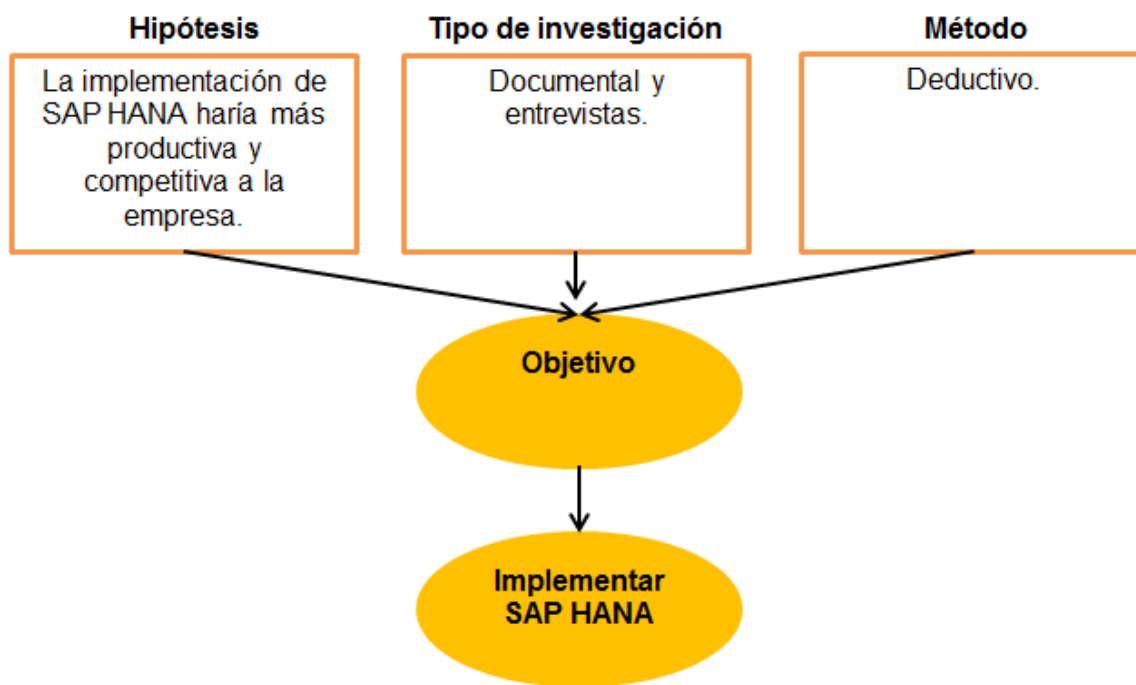 Hipótesis
La implementación de
SAP HANA haría más
productiva y
competitiva a la
empresa.
Tipo de investigación
Documental y
entrevistas.
Método
Deductivo.
Objetivo
Implementar
SAP HANA